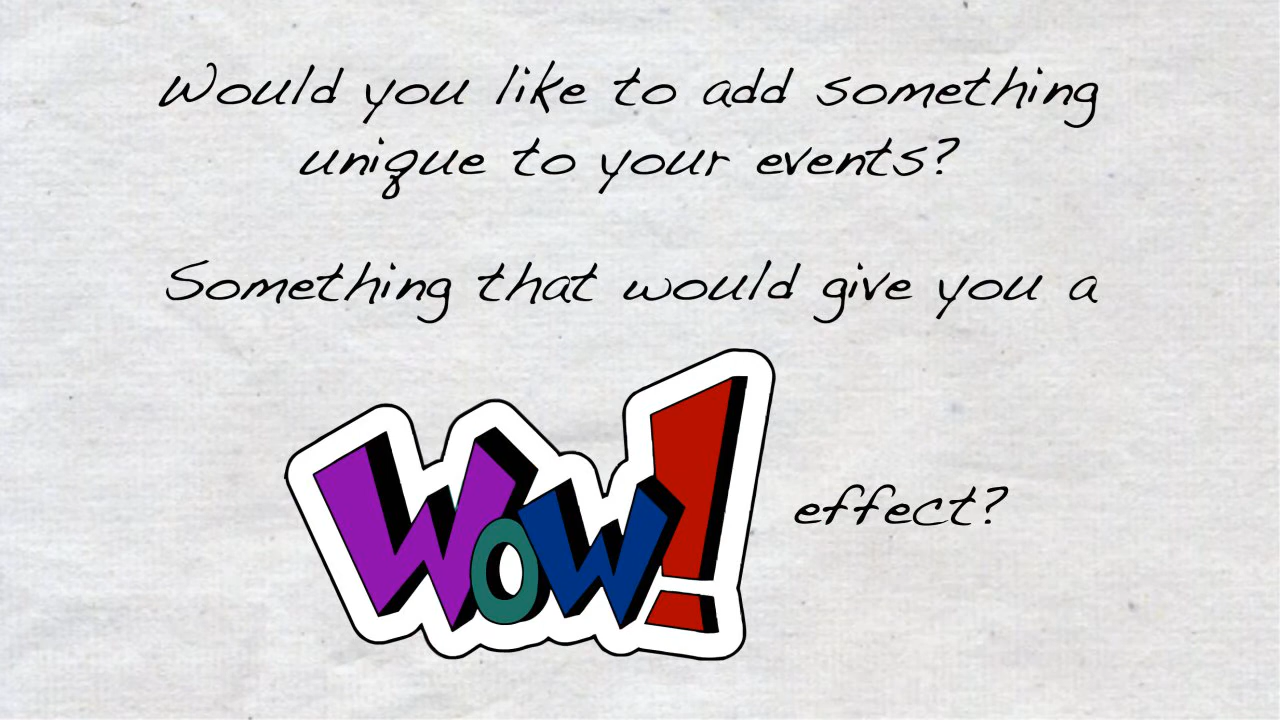 Would you like to add something
unique to your events?
Something that would give you a
WoW!
effect?